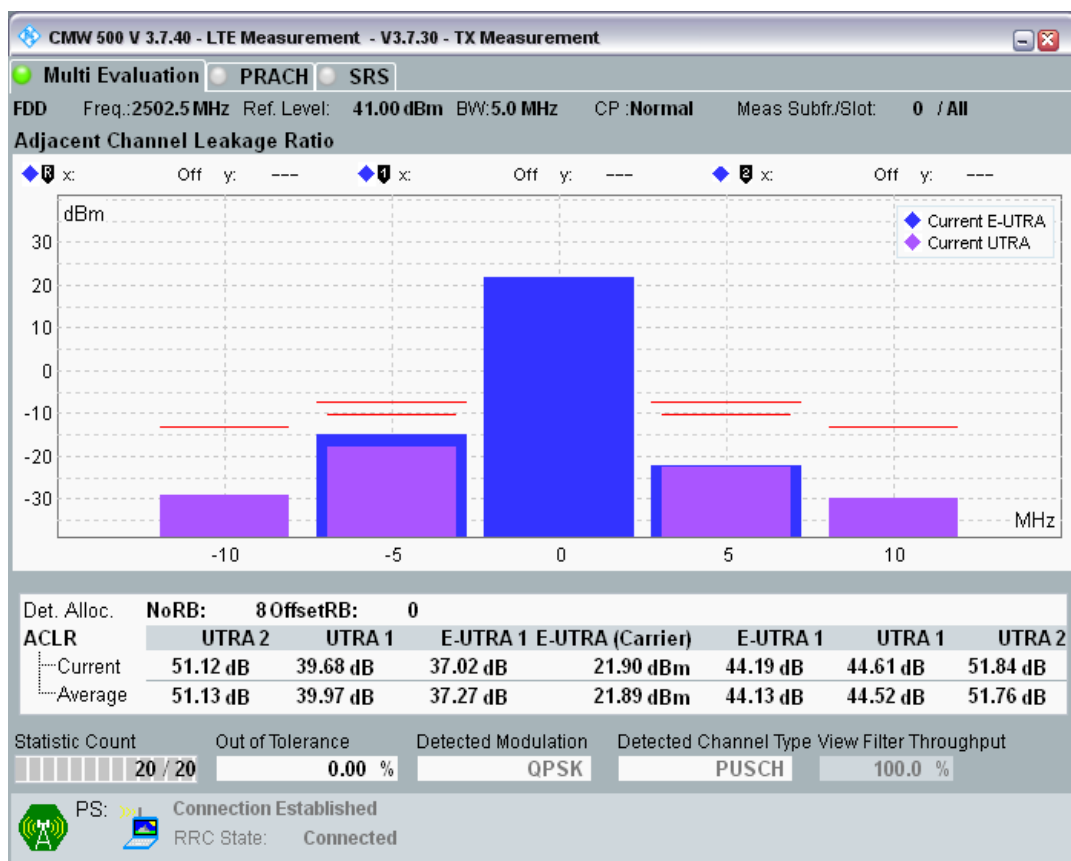 CMW 500 V 3.7.40 - LTE Measurement - V3.7.30 - TX Measurement
Multi Evaluation PRACH SRS
FDD Freq.:2502.5 MHz Ref. Level: 41.00 dBm BW:5.0 MHz CP :Normal Meas Subfr./Slot: 0 / All
Adjacent Channel Leakage Ratio
R x: Off y: --- 1 x: Off y: --- 2 x: Off y: ---
dBm
Current E-UTRA
Current UTRA
30
20
10
0
-10
-20
-30
MHz
-10 -5 0 5 10
Det. Alloc. NoRB: 8 OffsetRB: 0
ACLR UTRA 2 UTRA 1 E-UTRA 1 E-UTRA (Carrier) E-UTRA 1 UTRA 1 UTRA 2
Current 51.12 dB 39.68 dB 37.02 dB 21.90 dBm 44.19 dB 44.61 dB 51.84 dB
Average 51.13 dB 39.97 dB 37.27 dB 21.89 dBm 44.13 dB 44.52 dB 51.76 dB
Statistic Count Out of Tolerance Detected Modulation Detected Channel Type View Filter Throughput
20 / 20 0.00 % QPSK PUSCH 100.0 %
PS: Connection Established
RRC State: Connected